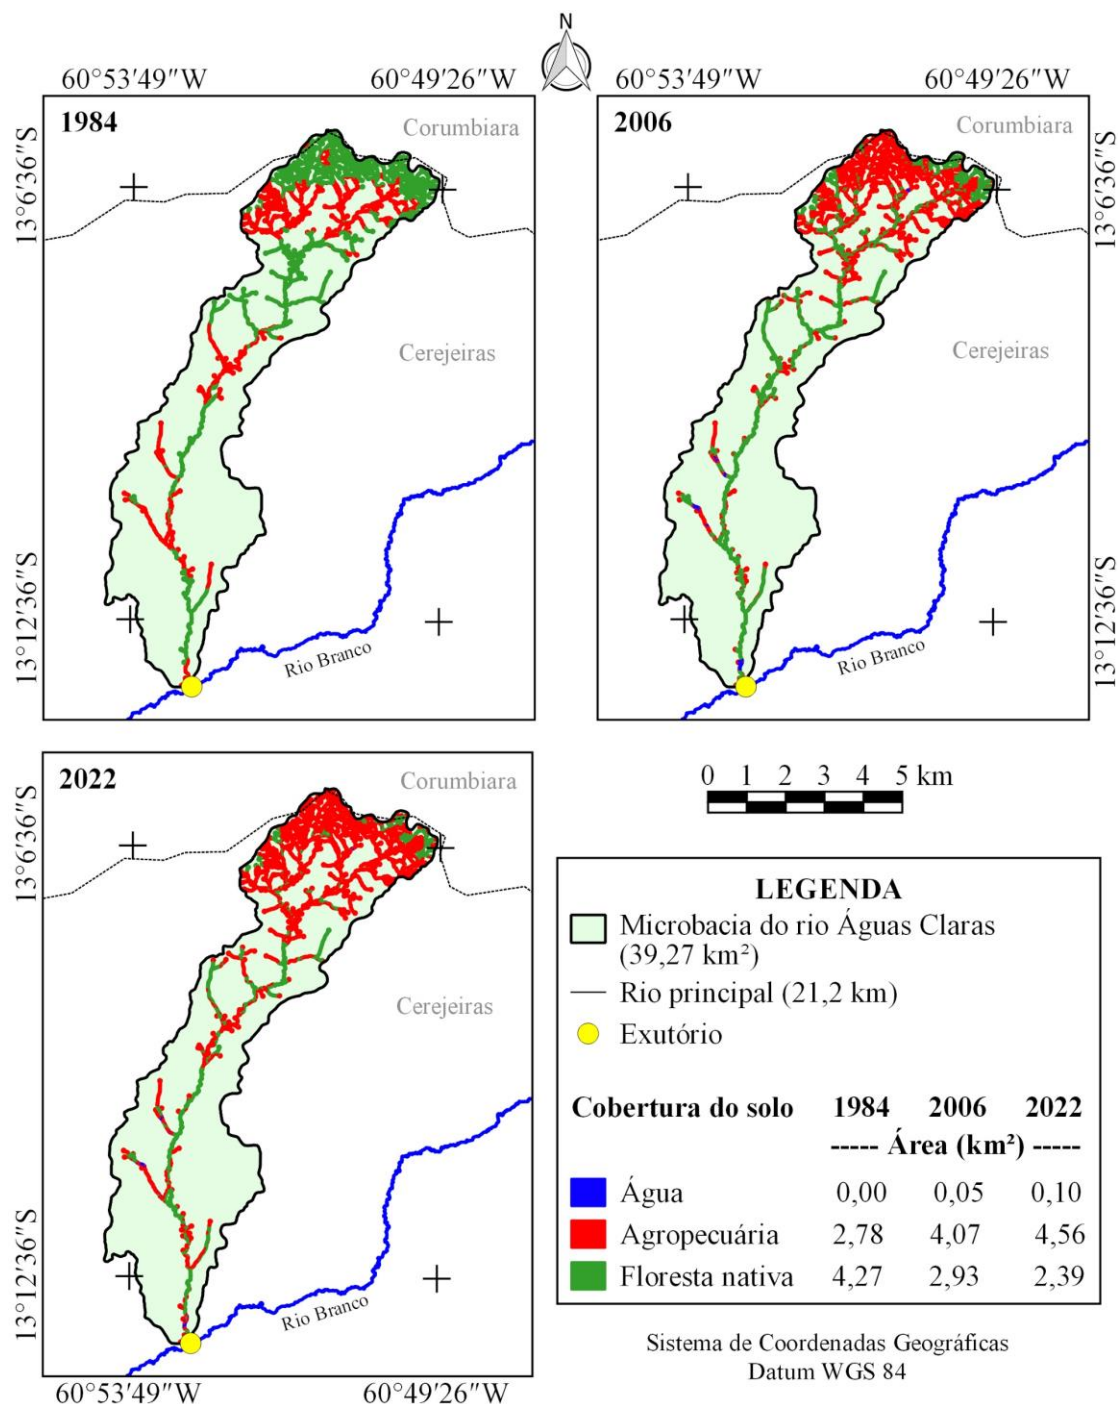 N
60°53'49"W 60°49'26"W 60°53'49"W 60°49'26"W
1984 Corumbiara
2006 Corumbiara
13°6'36"S 13°6'36"S
Cerejeiras
Cerejeiras
13°12'36"S 13°12'36"S
Rio Branco
Rio Branco
2022 Corumbiara
13°6'36"S
Cerejeiras
13°12'36"S
Rio Branco
60°53'49"W 60°49'26"W
0 1 2 3 4 5 km
LEGENDA
Microbacia do rio Águas Claras
(39,27 km²)
Rio principal (21,2 km)
Exutório
Cobertura do solo 1984 2006 2022
----- Área (km²) -----
Água 0,00 0,05 0,10
Agropecuária 2,78 4,07 4,56
Floresta nativa 4,27 2,93 2,39
Sistema de Coordenadas Geográficas
Datum WGS 84